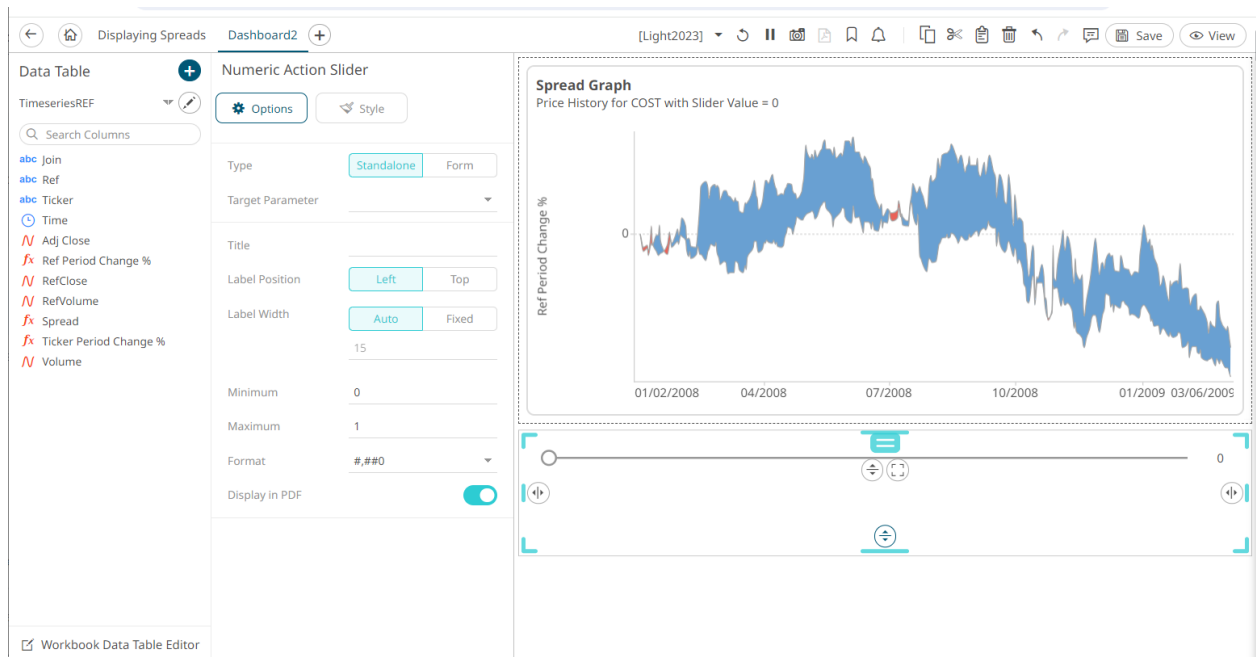 Displaying Spreads Dashboard2 [Light2023] Save View
Data Table
TimeseriesREF
Search Columns
abc Join
abc Ref
abc Ticker
Time
Adj Close
fx Ref Period Change %
RefClose
RefVolume
fx Spread
fx Ticker Period Change %
Volume
Workbook Data Table Editor
Numeric Action Slider
Options Style
Type Standalone Form
Target Parameter
Title
Label Position Left Top
Label Width Auto Fixed
15
Minimum 0
Maximum 1
Format #,##0
Display in PDF
Spread Graph
Price History for COST with Slider Value = 0
Ref Period Change %
0
01/02/2008 04/2008 07/2008 10/2008 01/2009 03/06/2009
0